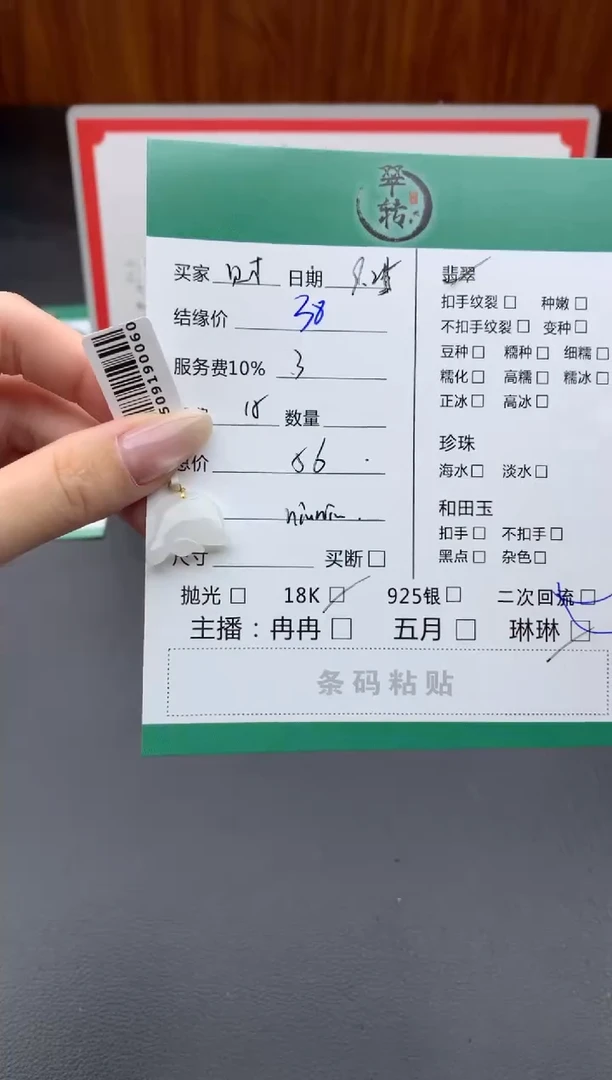 翠转
买家 日期
结缘价 38
服务费10% 3
18 数量
总价 86
niuniu
尺寸 买断□
翡翠
扣手纹裂□ 种嫩□
不扣手纹裂□ 变种□
豆种□ 糯种□ 细糯□
糯化□ 高糯□ 糯冰□
正冰□ 高冰□
珍珠
海水□ 淡水□
和田玉
扣手□ 不扣手□
黑点□ 杂色□
抛光□ 18K□ 925银□ 二次回流□
主播：冉冉□ 五月□ 琳琳□
条码粘贴
509190060